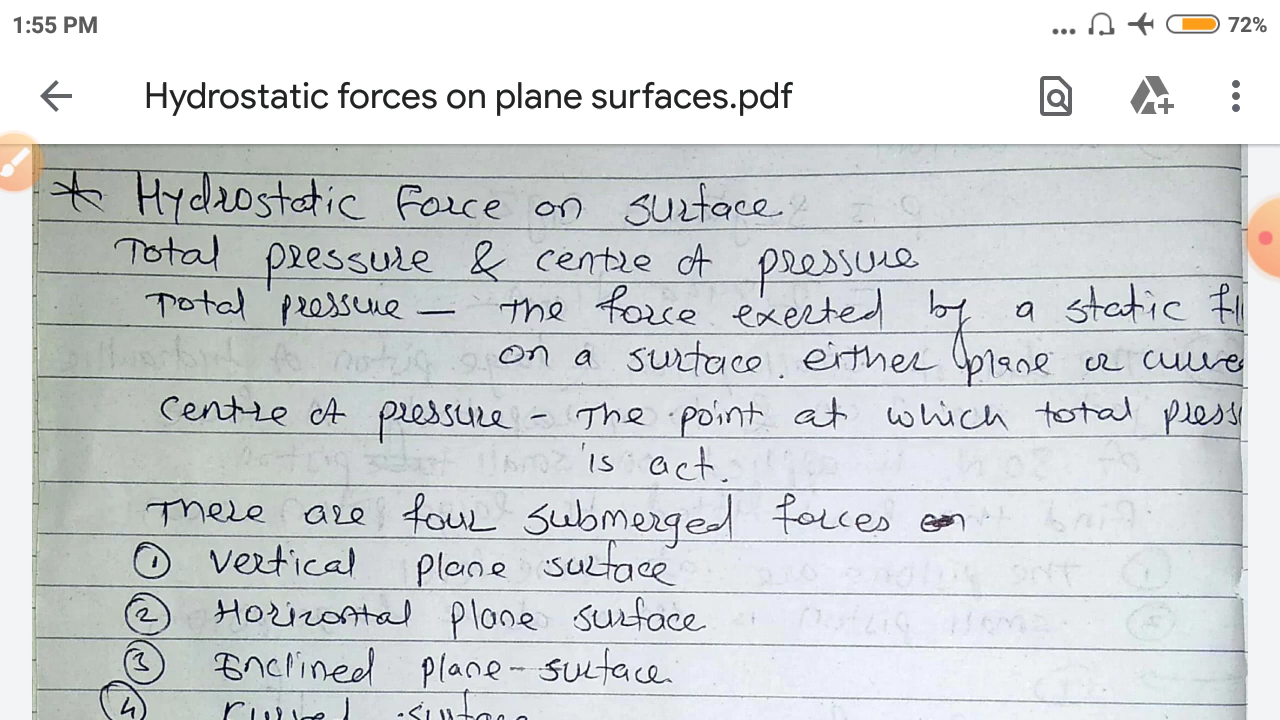 1:55 PM
72%
Hydrostatic forces on plane surfaces.pdf
Hydrostatic Force on surface
Total pressure & centre of pressure
Total pressure – The force exerted by a static
on a surface. either plane or
centre of pressure – The point at which total
is act.
There are four submerged forces on
① Vertical plane surface
② Horizontal plane surface
③ Enclined plane-surface
④ surface